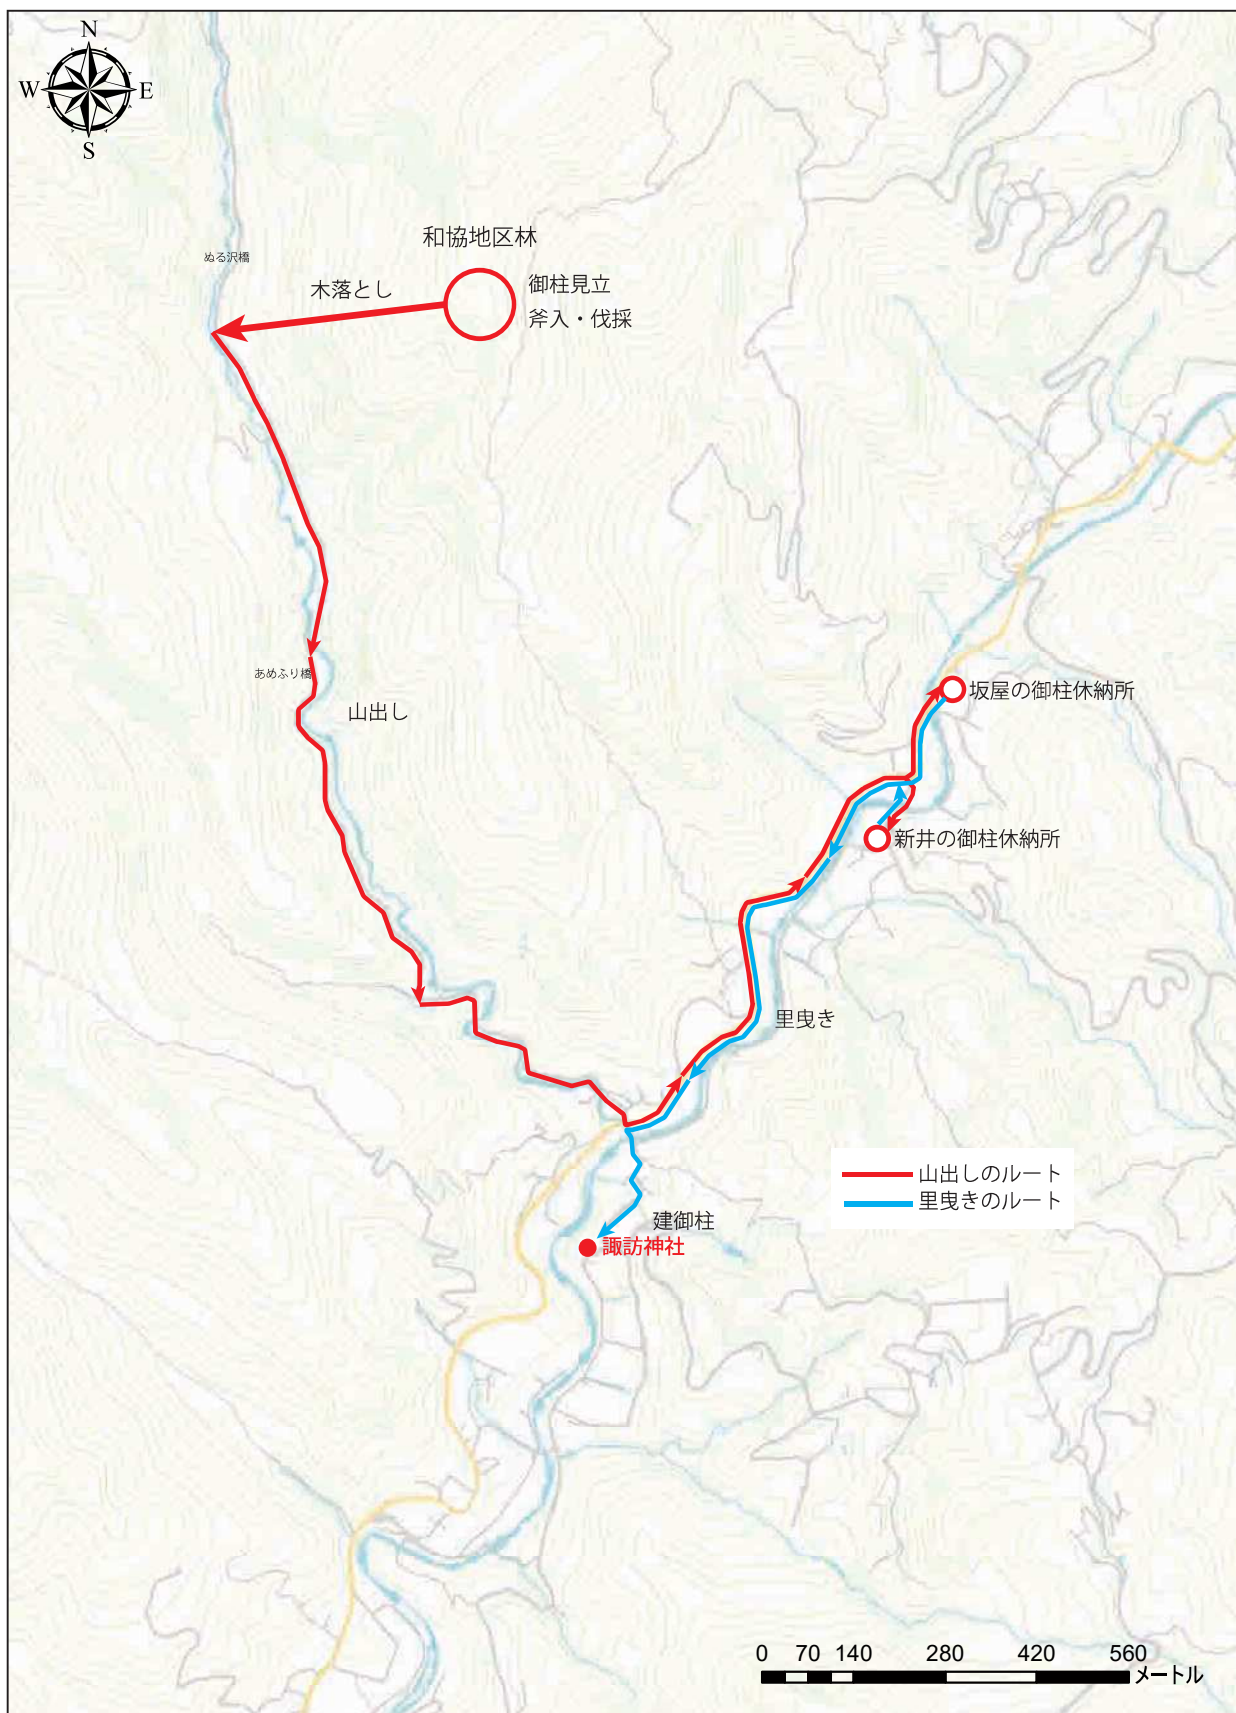 N
W
E
S
和協地区林
ぬる沢橋
御柱見立
木落とし
斧入・伐採
あめふり橋
山出し
坂屋の御柱休納所
新井の御柱休納所
里曳き
山出しのルート
里曳きのルート
建御柱
諏訪神社
0 70 140 280 420 560
メートル